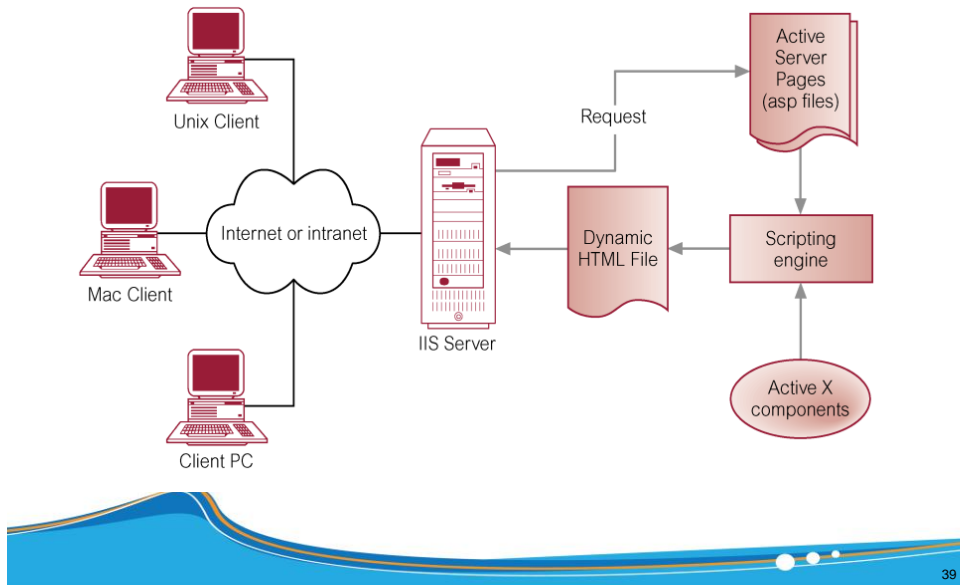 Unix Client
Mac Client
Client PC
Internet or intranet
IIS Server
Request
Active
Server
Pages
(asp files)
Dynamic
HTML File
Scripting
engine
Active X
components
39